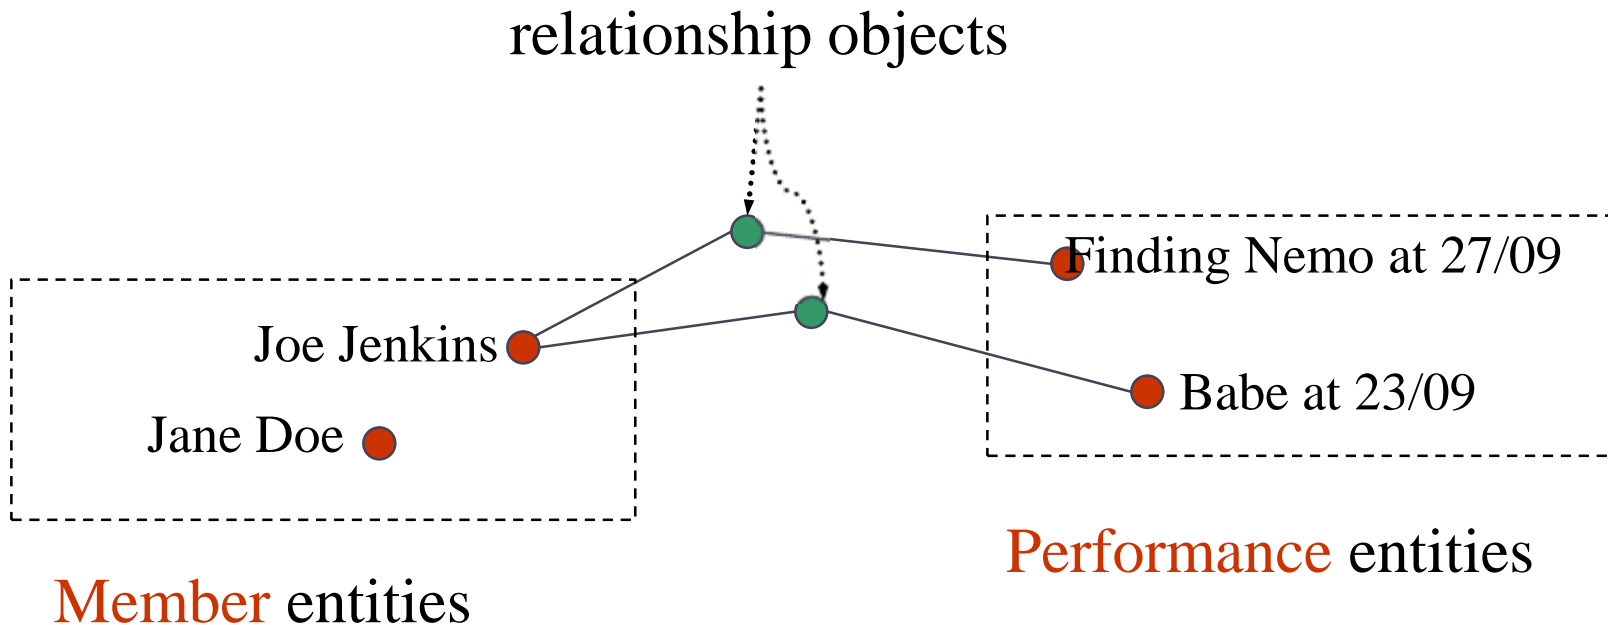 relationship objects
Finding Nemo at 27/09
Joe Jenkins
Babe at 23/09
Jane Doe
Performance entities
Member entities